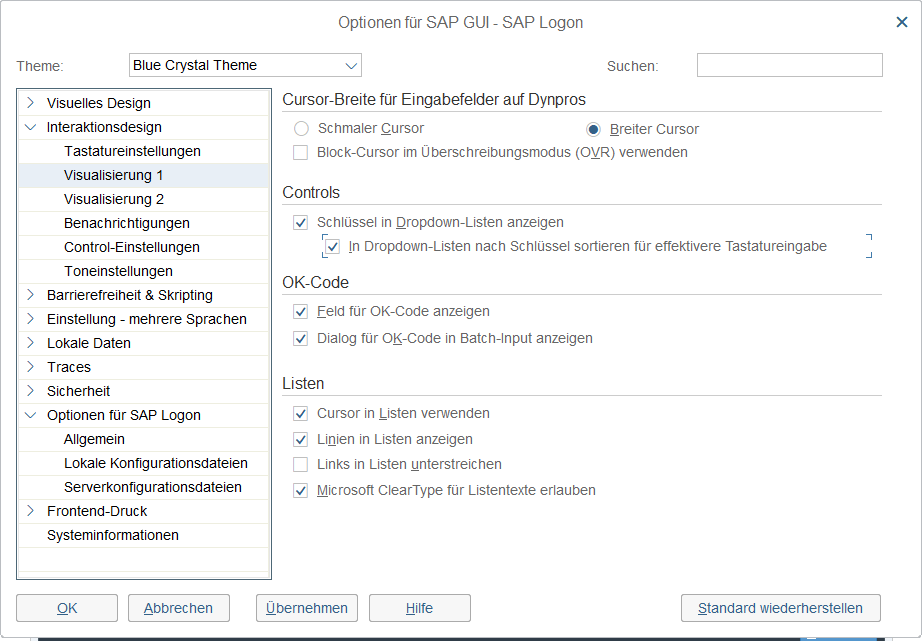 Optionen für SAP GUI - SAP Logon
Theme: Blue Crystal Theme Suchen:
Visuelles Design
Interaktionsdesign
Tastatureinstellungen
Visualisierung 1
Visualisierung 2
Benachrichtigungen
Control-Einstellungen
Toneinstellungen
Barrierefreiheit & Skripting
Einstellung - mehrere Sprachen
Lokale Daten
Traces
Sicherheit
Optionen für SAP Logon
Allgemein
Lokale Konfigurationsdateien
Serverkonfigurationsdateien
Frontend-Druck
Systeminformationen
Cursor-Breite für Eingabefelder auf Dynpros
Schmaler Cursor Breiter Cursor
Block-Cursor im Überschreibungsmodus (OVR) verwenden
Controls
Schlüssel in Dropdown-Listen anzeigen
In Dropdown-Listen nach Schlüssel sortieren für effektivere Tastatureingabe
OK-Code
Feld für OK-Code anzeigen
Dialog für OK-Code in Batch-Input anzeigen
Listen
Cursor in Listen verwenden
Linien in Listen anzeigen
Links in Listen unterstreichen
Microsoft ClearType für Listentexte erlauben
OK Abbrechen Übernehmen Hilfe Standard wiederherstellen